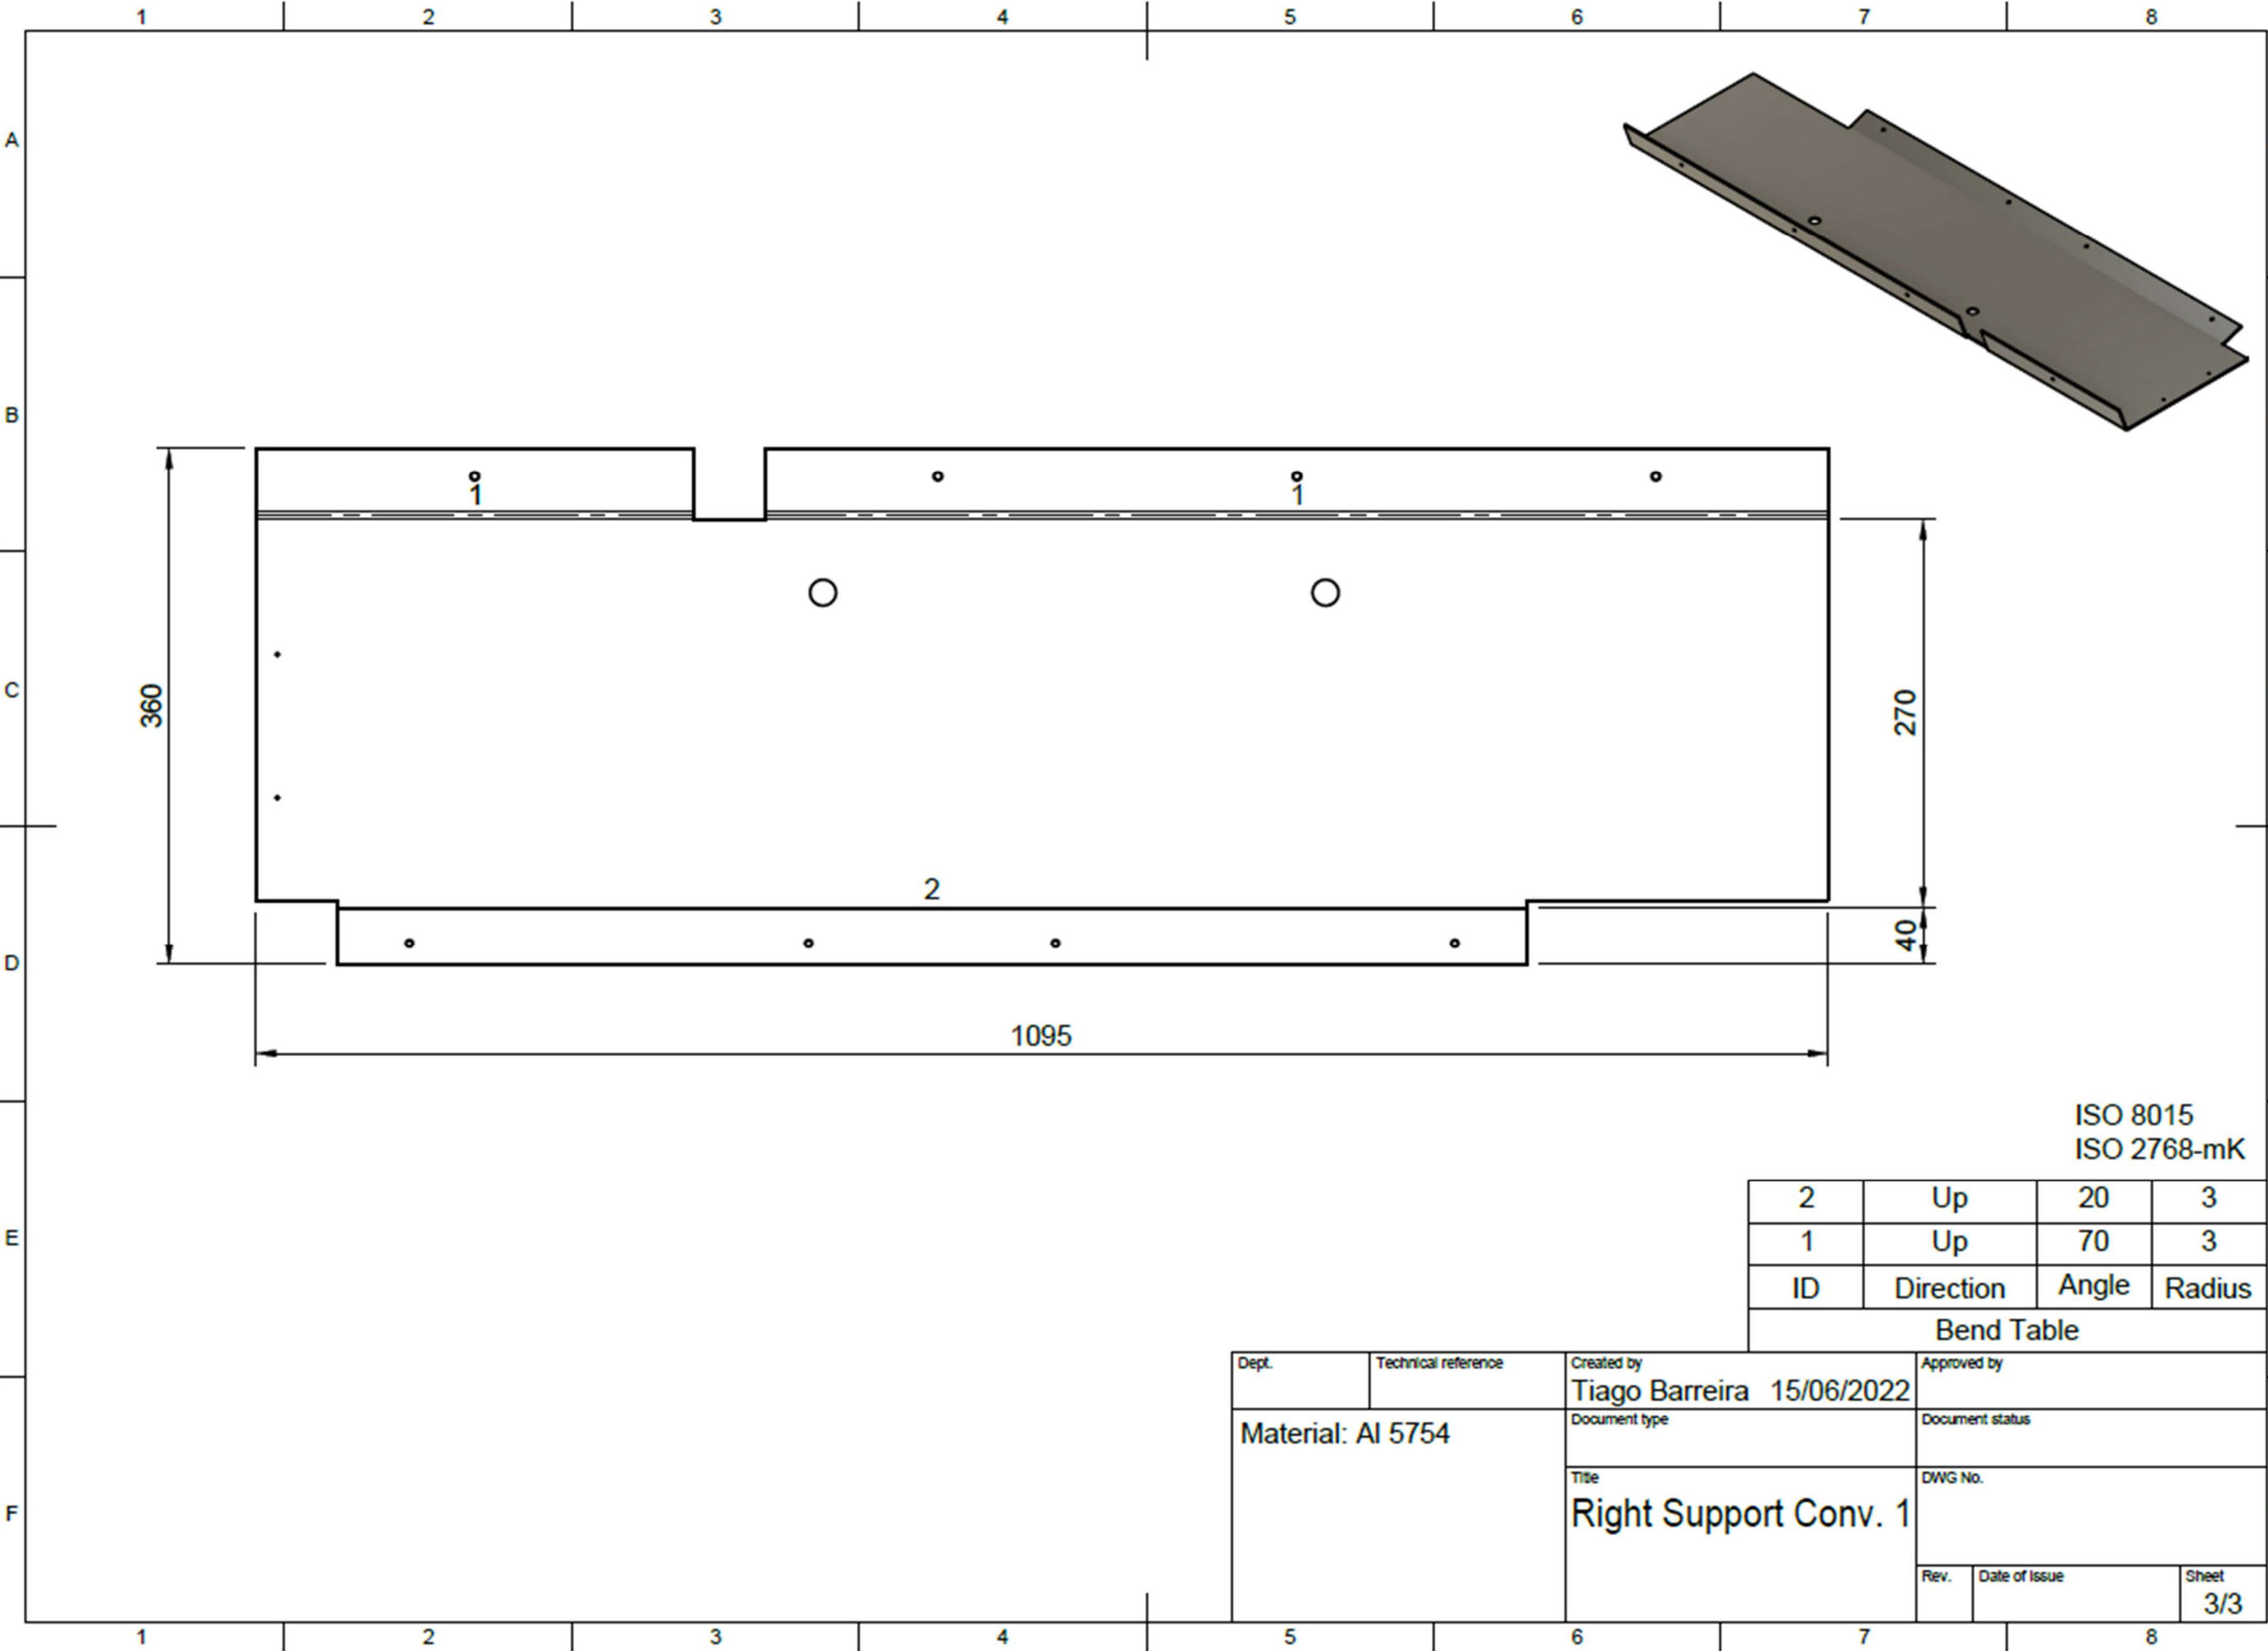 1 2 3 4 5 6 7 8
A
B
C
D
E
F
1 1
360
270
2
40
1095
ISO 8015
ISO 2768-mK
2 Up 20 3
1 Up 70 3
ID Direction Angle Radius
Bend Table
Dept. Technical reference Created by Approved by
Tiago Barreira 15/06/2022
Material: Al 5754
Document type Document status
Title DWG No.
Right Support Conv. 1
Rev. Date of Issue Sheet
3/3
1 2 3 4 5 6 7 8